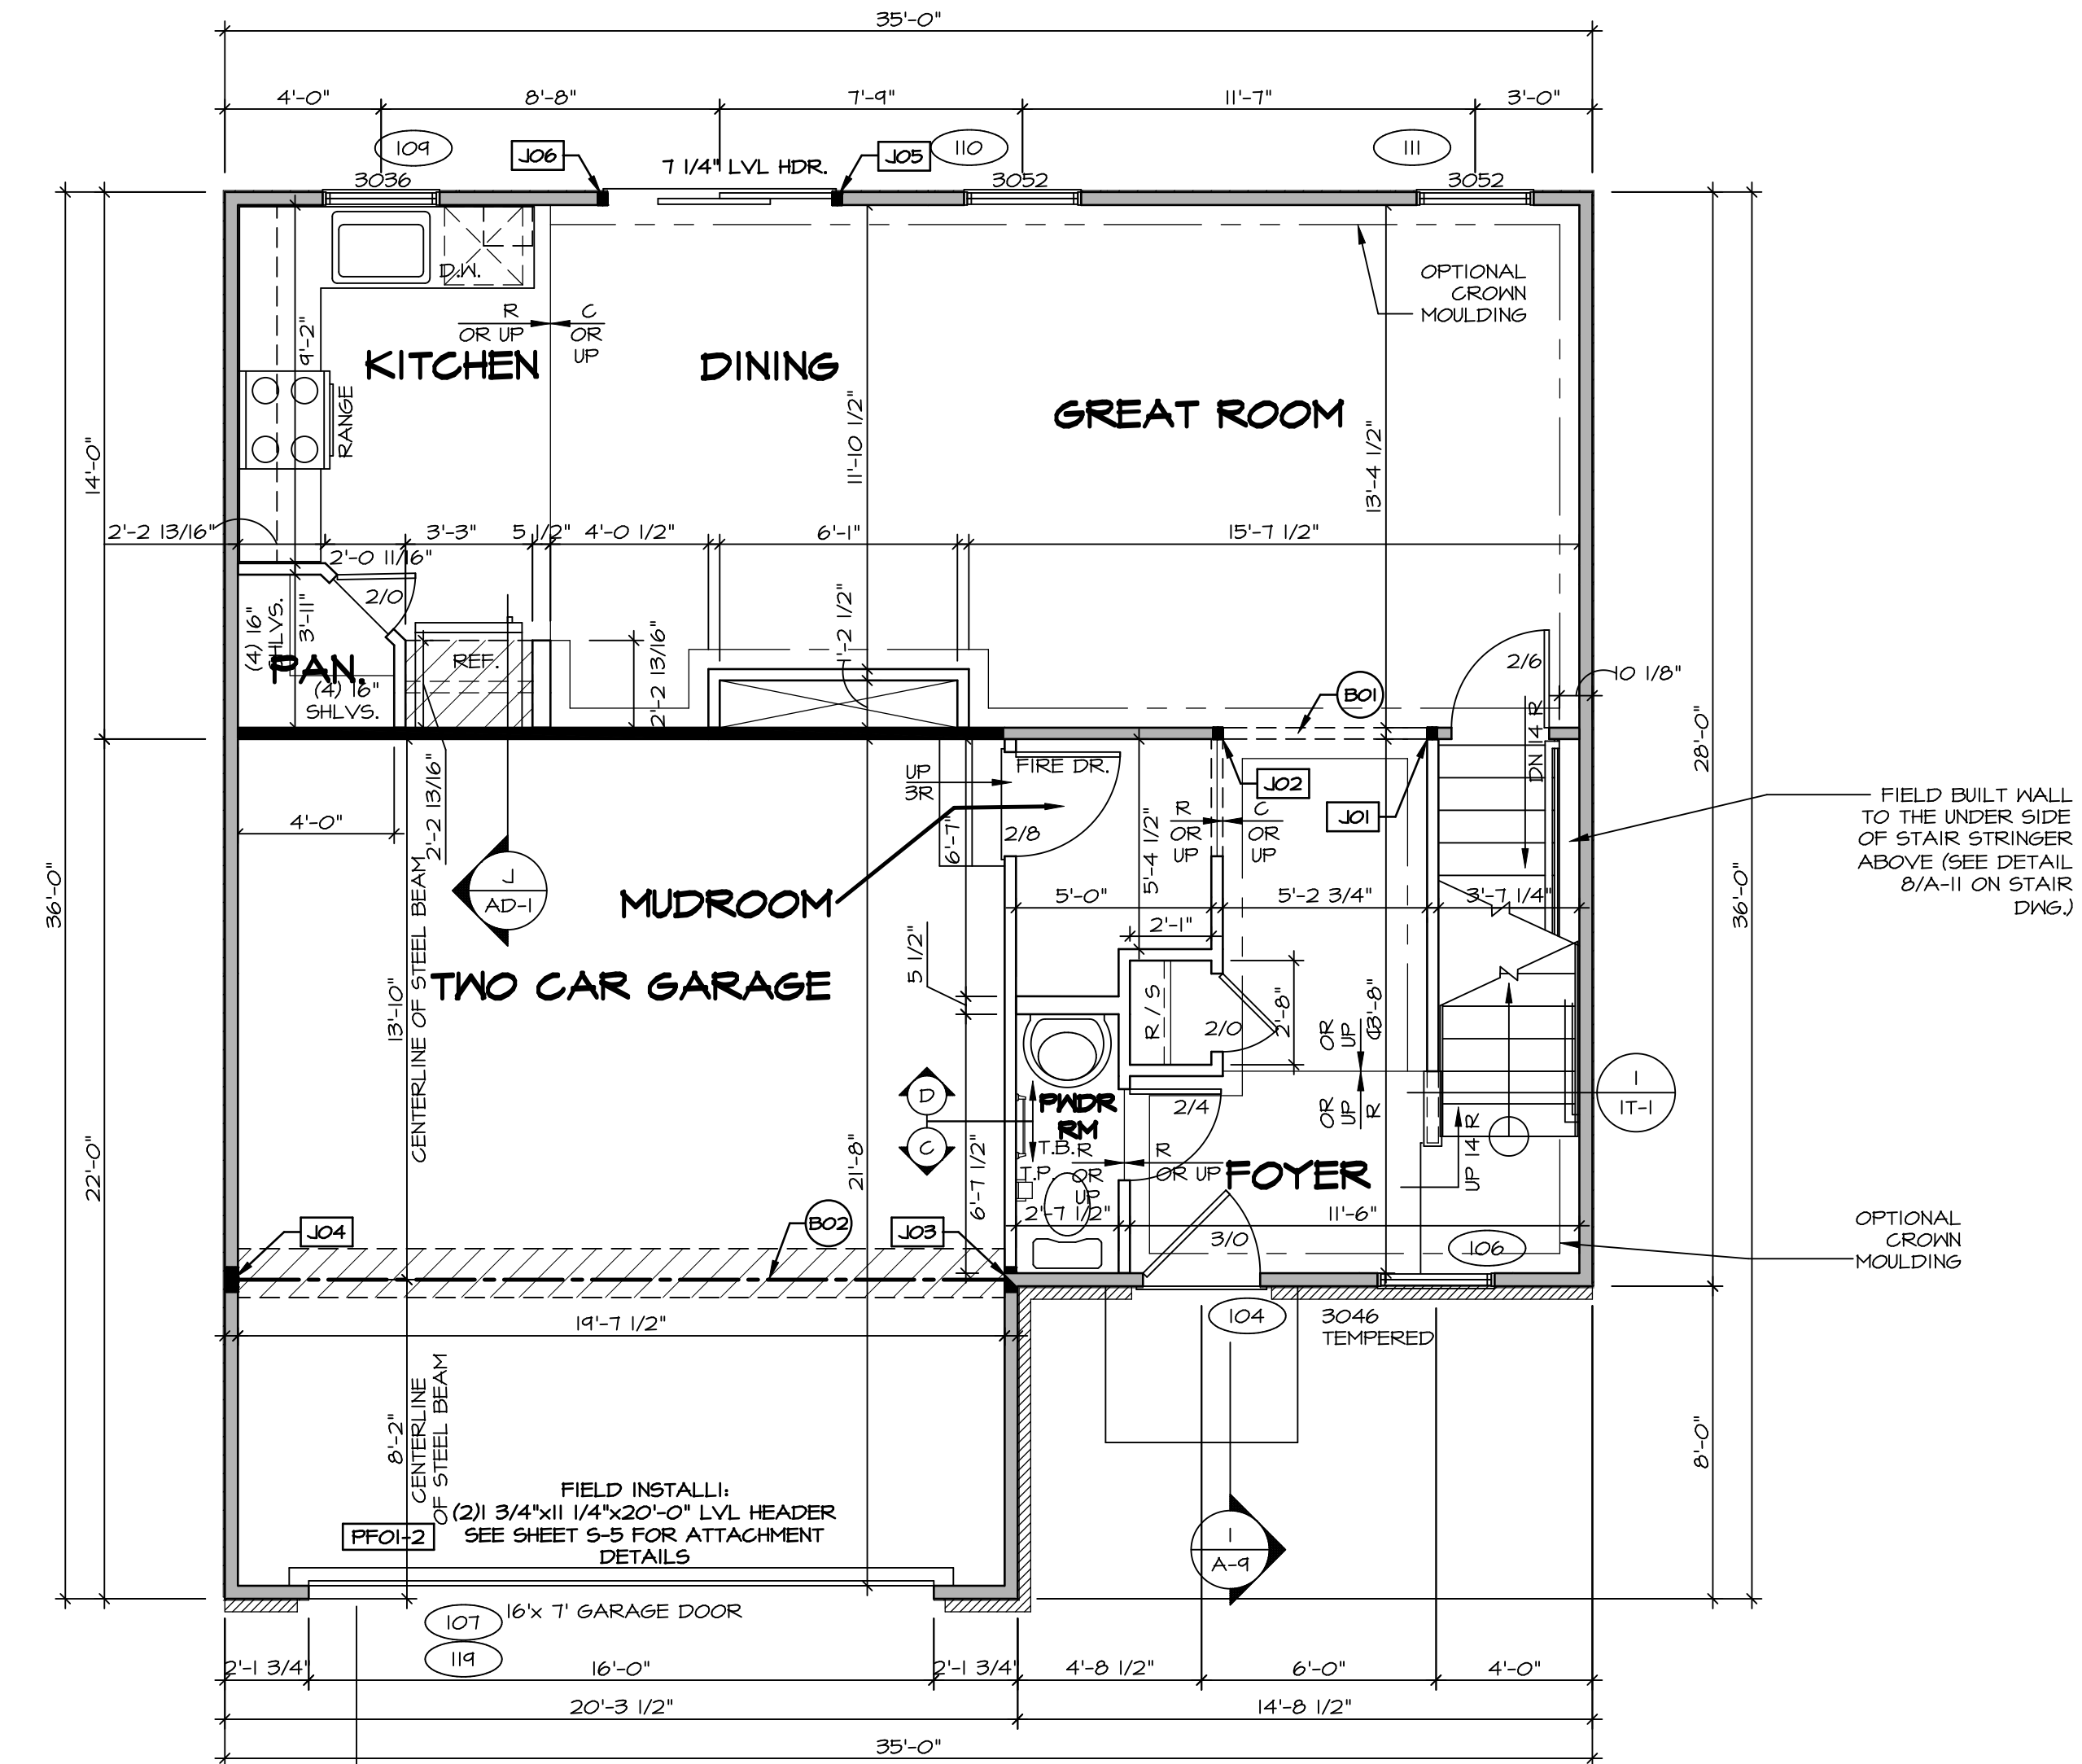 35'-0"
4'-0" 8'-8" 7'-9" 11'-7" 3'-0"
109 J06 7 1/4" LVL HDR. J05 110 111
3036 3052 3052
D.W.
OPTIONAL
CROWN
MOULDING
R C
OR UP OR
UP
9'-2"
KITCHEN DINING
GREAT ROOM
RANGE
11'-10 1/2"
13'-4 1/2"
14'-0"
2'-2 13/16" 3'-3" 5 1/2" 4'-0 1/2" 6'-1" 15'-7 1/2"
2'-0 11/16"
2/0
(4) 16"
SHLVS.
3'-11"
PAN.
(4) 16"
SHLVS.
REF.
2'-2 13/16"
1'-2 1/2"
B01
2/6
10 1/8"
DN 14 R
28'-0"
UP
3R
FIRE DR.
J02
J01
FIELD BUILT WALL
TO THE UNDER SIDE
OF STAIR STRINGER
ABOVE (SEE DETAIL
8/A-11 ON STAIR
DWG.)
4'-0"
2'-2 13/16"
6'-7"
2/8
5'-4 1/2"
R C
OR OR
UP UP
36'-0"
36'-0"
J
AD-1
MUDROOM
5'-0" 5'-2 3/4" 3'-7 1/4"
2'-1"
5 1/2"
TWO CAR GARAGE
13'-10"
CENTERLINE OF STEEL BEAM
R / S
2/0
2'-8"
OR
UP
C
13'-8"
OR
UP
R
1
IT-1
D
C
PWDR
RM
T.B.
T.P.
2/4
R R
OR OR UP
UP
FOYER
UP 14 R
22'-0"
21'-8"
6'-7 1/2"
2'-7 1/2" 11'-6"
J04 B02 J03
3/0 106
OPTIONAL
CROWN
MOULDING
19'-7 1/2"
104 3046
TEMPERED
8'-2"
CENTERLINE
OF STEEL BEAM
8'-0"
FIELD INSTALLI:
(2)1 3/4"x11 1/4"x20'-0" LVL HEADER
SEE SHEET S-5 FOR ATTACHMENT
DETAILS
PF01-2
1
A-9
107 16'x 7' GARAGE DOOR
119
2'-1 3/4" 16'-0" 2'-1 3/4" 4'-8 1/2" 6'-0" 4'-0"
20'-3 1/2" 14'-8 1/2"
35'-0"